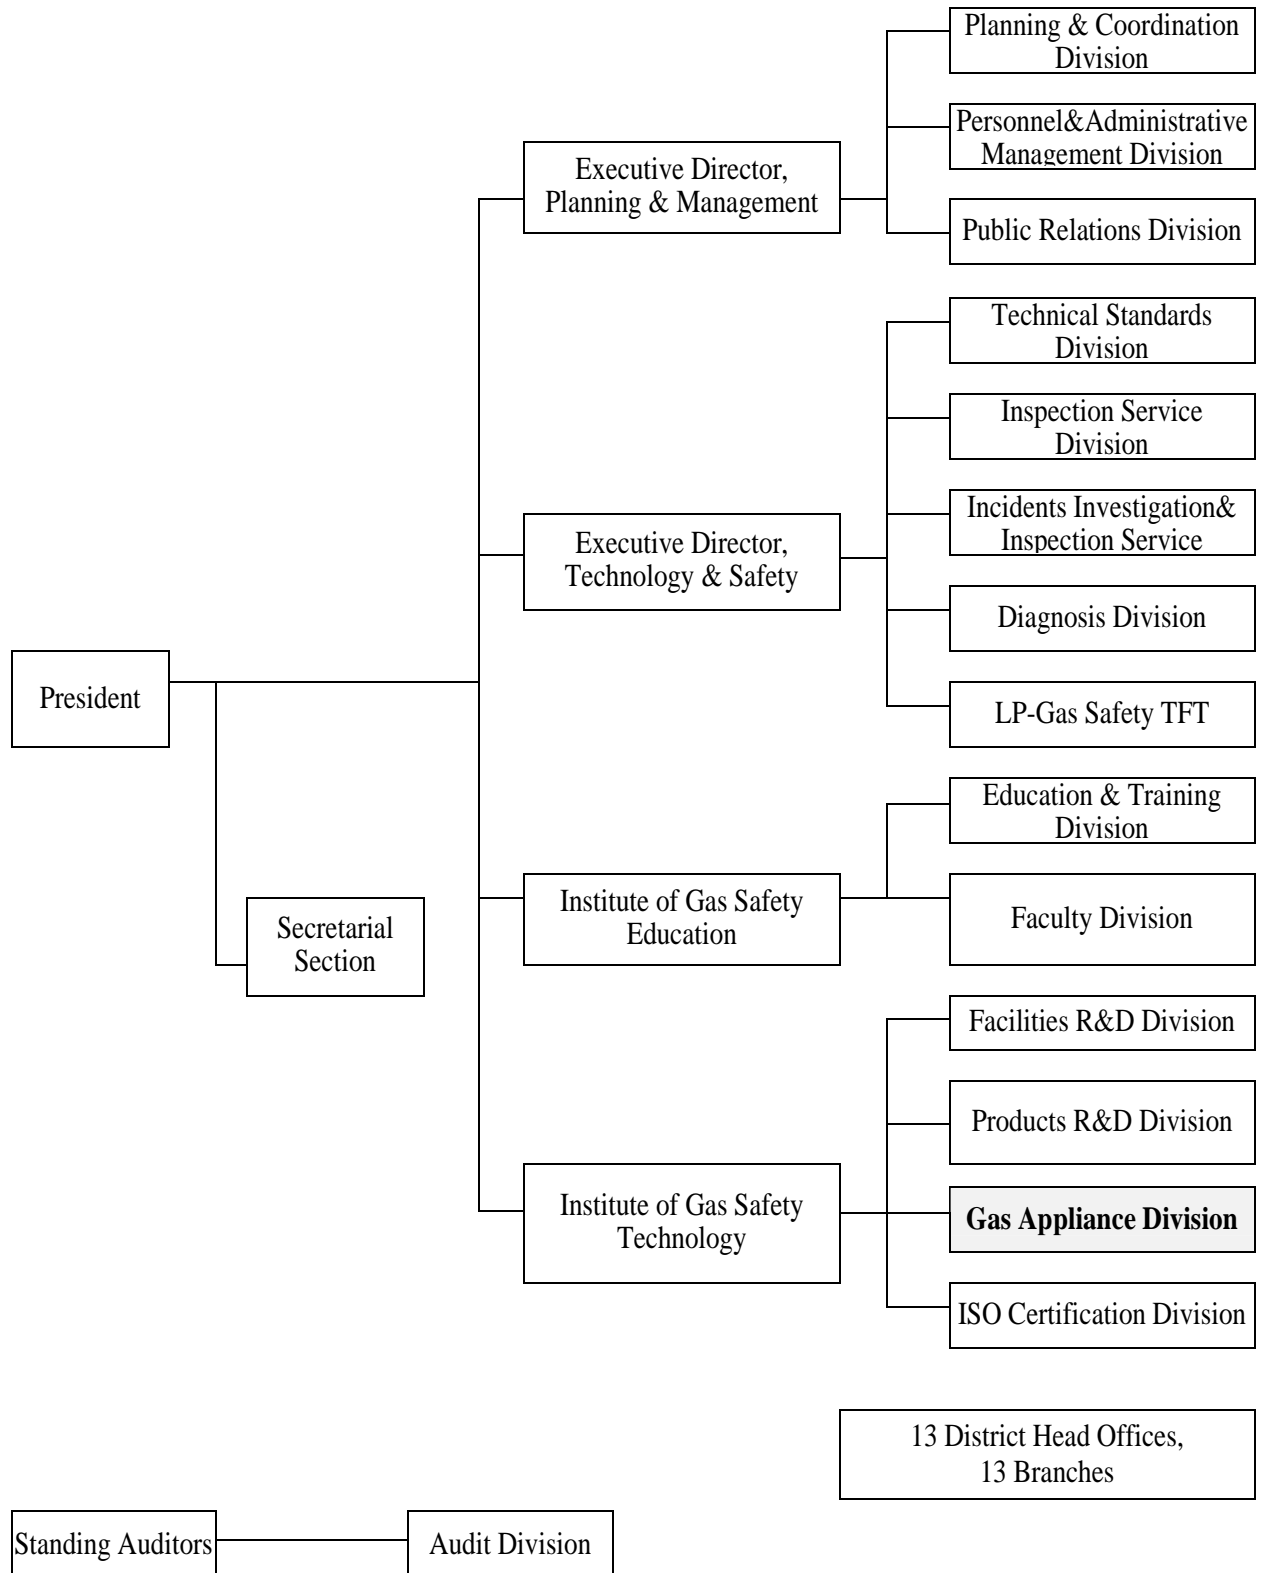 Planning & Coordination
Division
Personnel&Administrative
Management Division
Executive Director,
Planning & Management
Public Relations Division
Technical Standards
Division
Inspection Service
Division
Incidents Investigation&
Inspection Service
Executive Director,
Technology & Safety
Diagnosis Division
President
LP-Gas Safety TFT
Education & Training
Division
Institute of Gas Safety
Education
Faculty Division
Secretarial
Section
Facilities R&D Division
Products R&D Division
Institute of Gas Safety
Technology
Gas Appliance Division
ISO Certification Division
13 District Head Offices,
13 Branches
Standing Auditors
Audit Division